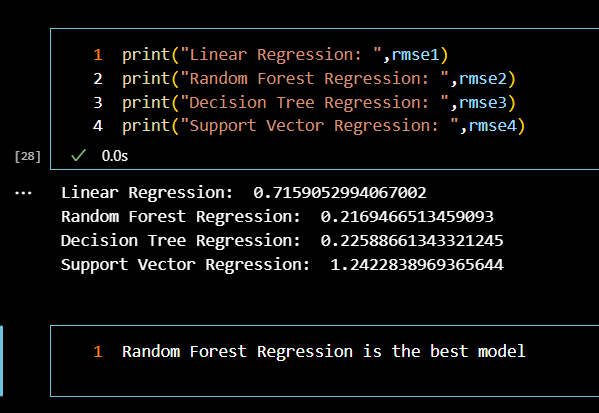 1 print("Linear Regression: ",rmse1)
2 print("Random Forest Regression: ",rmse2)
3 print("Decision Tree Regression: ",rmse3)
4 print("Support Vector Regression: ",rmse4)
[28] ✓ 0.0s
... Linear Regression:  0.7159052994067002
Random Forest Regression:  0.2169466513459093
Decision Tree Regression:  0.22588661343321245
Support Vector Regression:  1.2422838969365644
1 Random Forest Regression is the best model